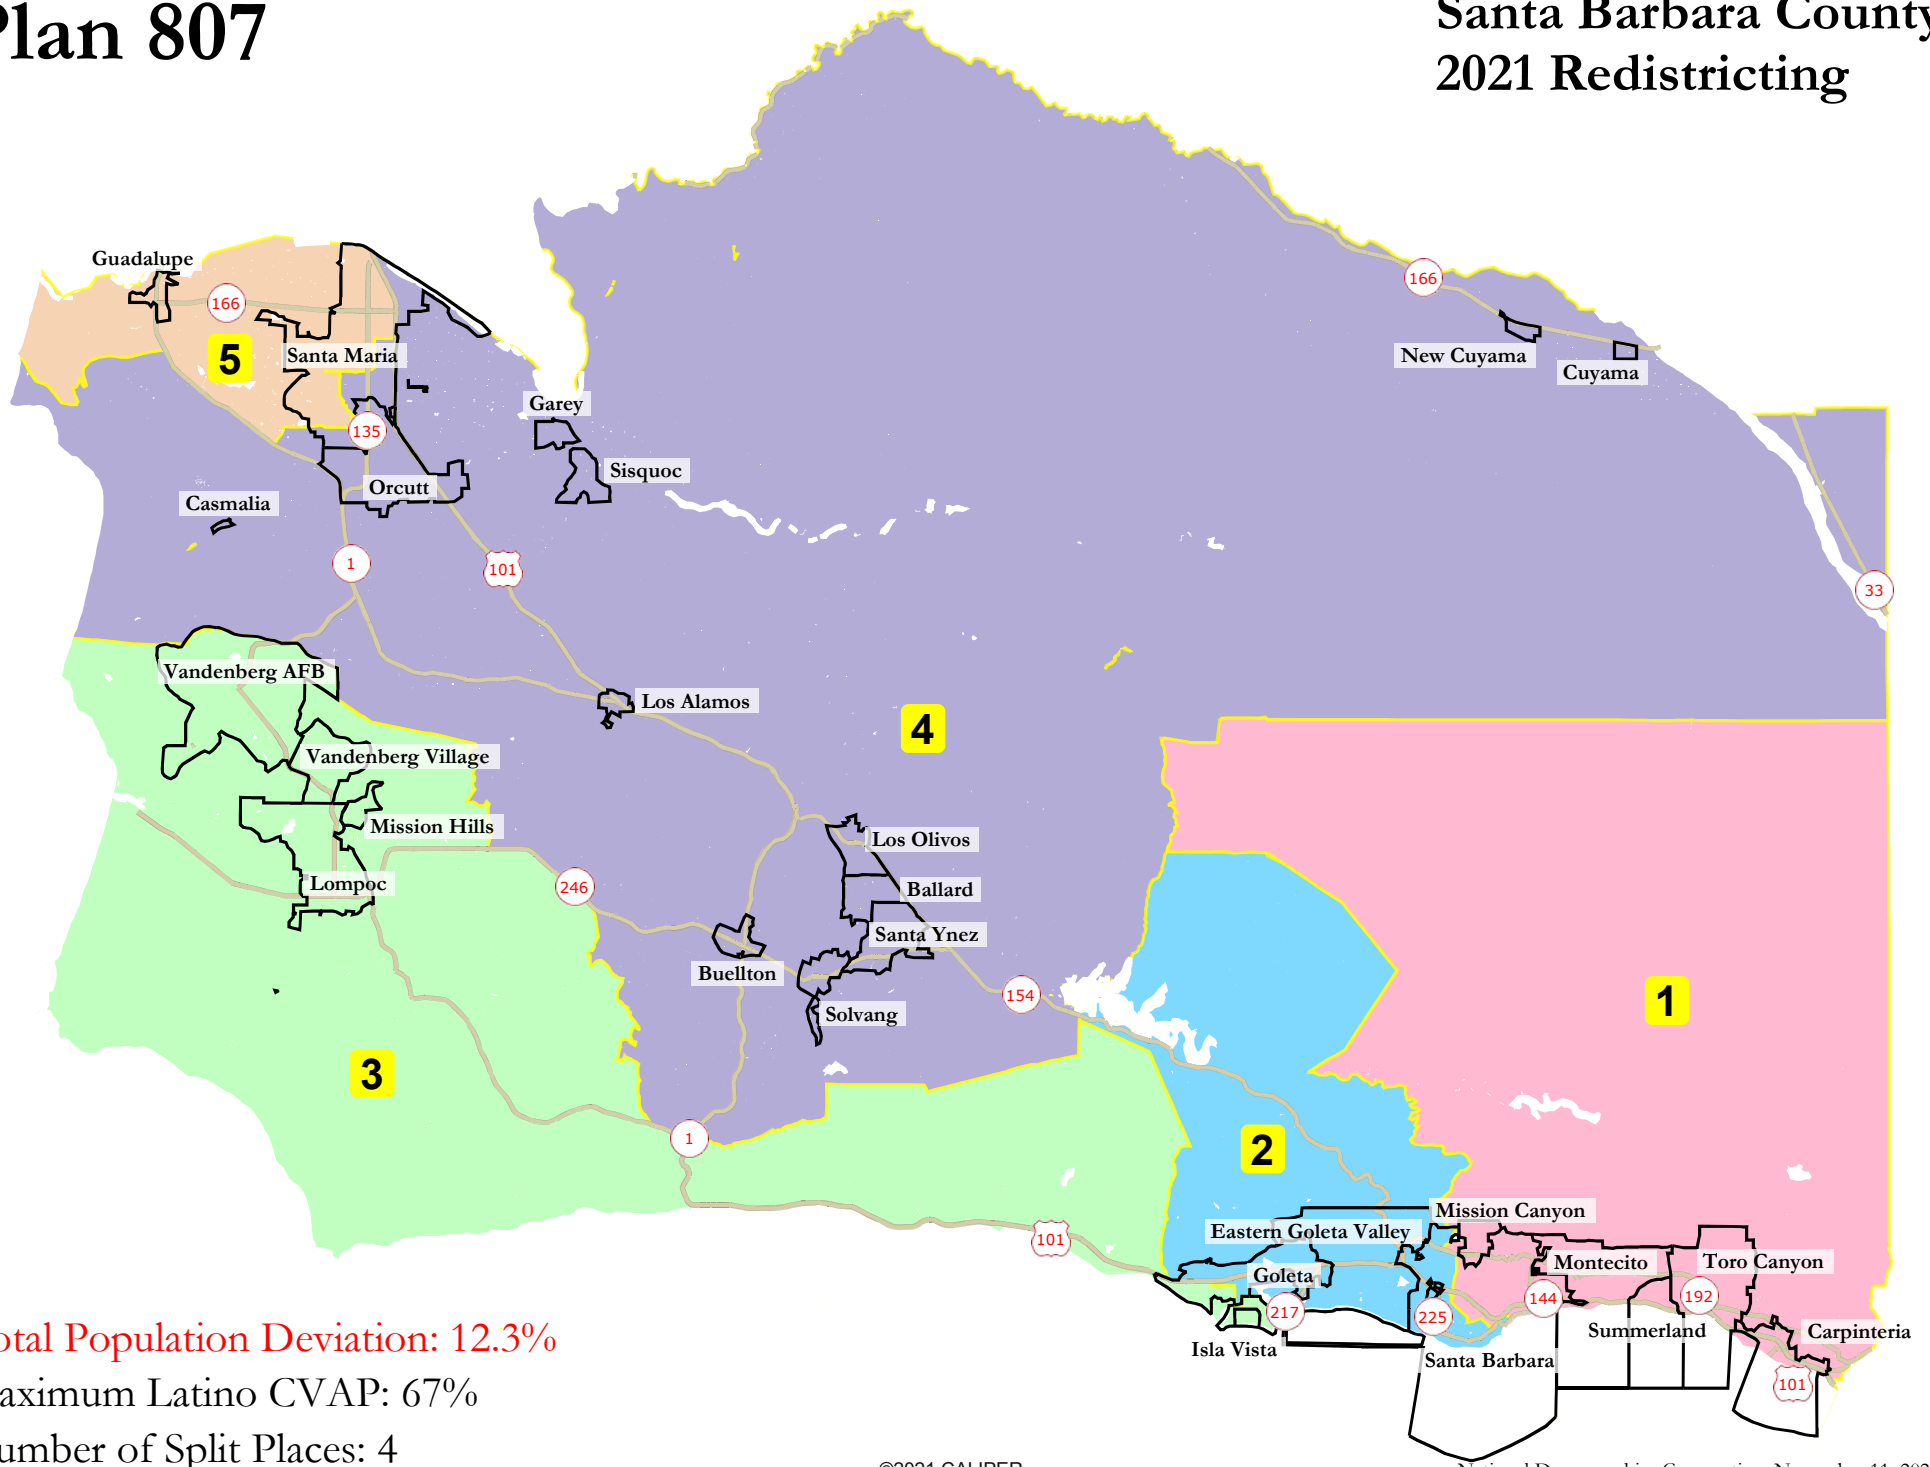 Plan 807
Santa Barbara County
2021 Redistricting
Guadalupe
166
5
Santa Maria
166
New Cuyama
Cuyama
Garey
135
Sisquoc
Orcutt
Casmalia
1
101
33
Vandenberg AFB
Los Alamos
4
Vandenberg Village
Mission Hills
Los Olivos
Lompoc
246
Ballard
Santa Ynez
Buellton
154
1
Solvang
3
1
2
101
Mission Canyon
Eastern Goleta Valley
Goleta
Montecito
Toro Canyon
217
225
144
192
Summerland
Carpinteria
Isla Vista
Santa Barbara
101
otal Population Deviation: 12.3%
aximum Latino CVAP: 67%
umber of Split Places: 4
©2021 CALIPER